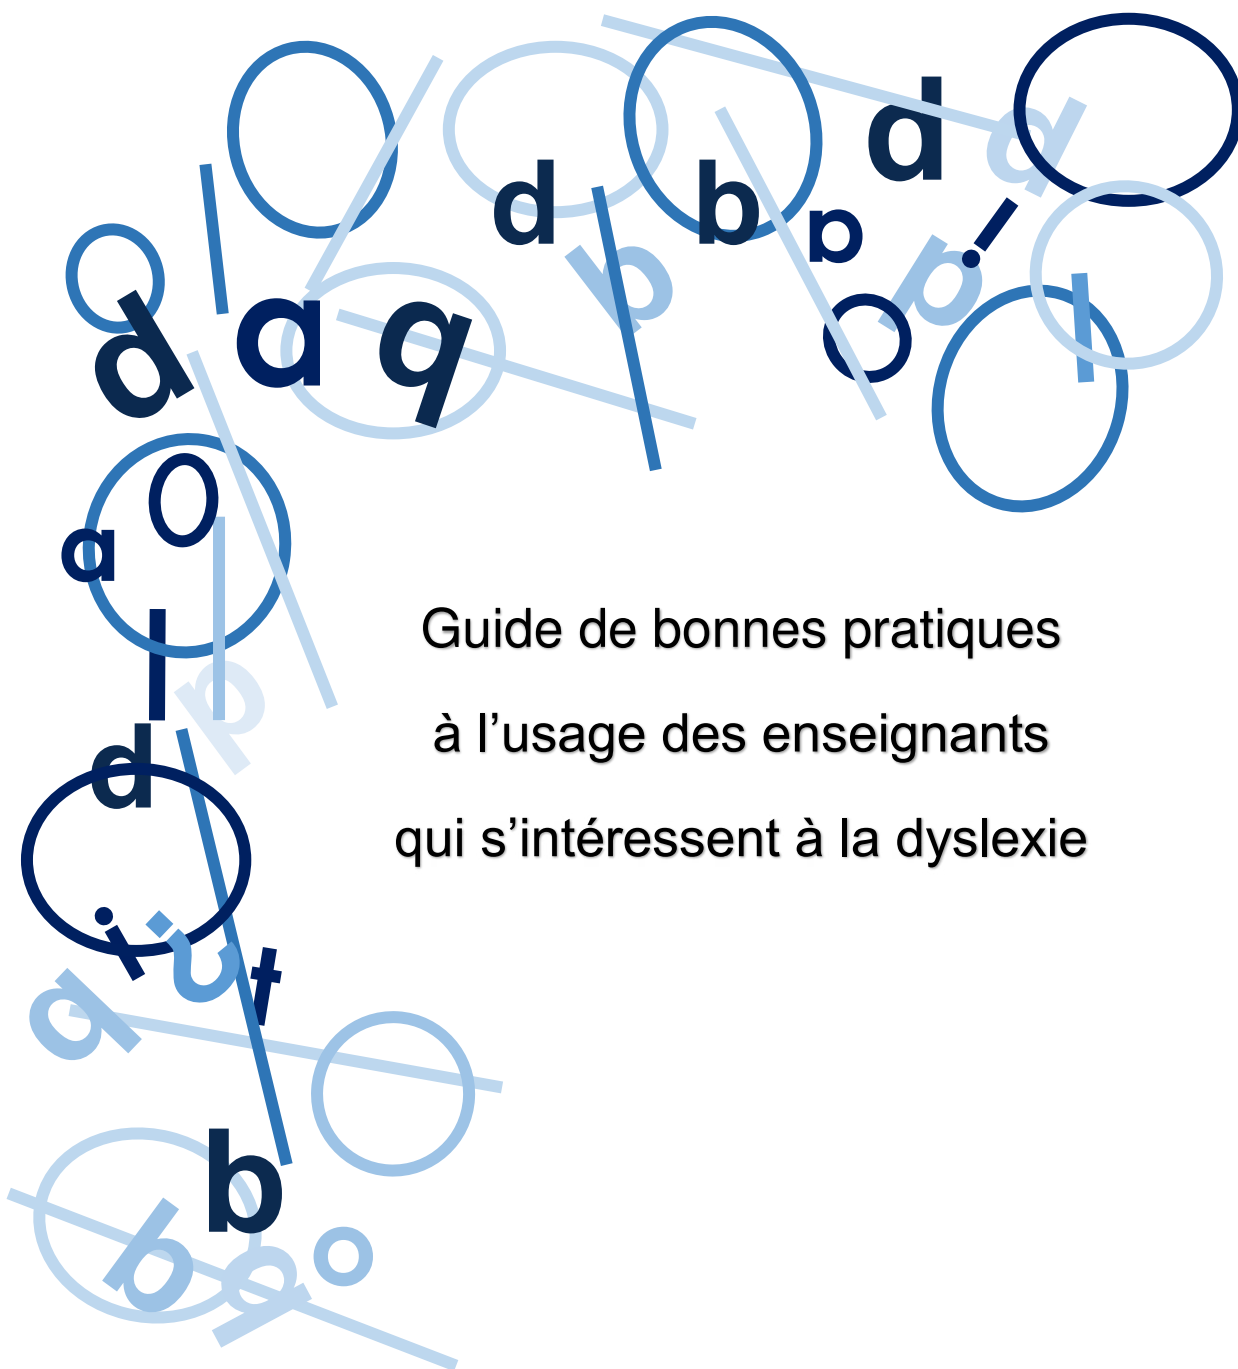 d
b
d
d
p
a
p
d
a
q
a
p
d
i
t
q
b
b
p
o
Guide de bonnes pratiques
à l’usage des enseignants
qui s’intéressent à la dyslexie